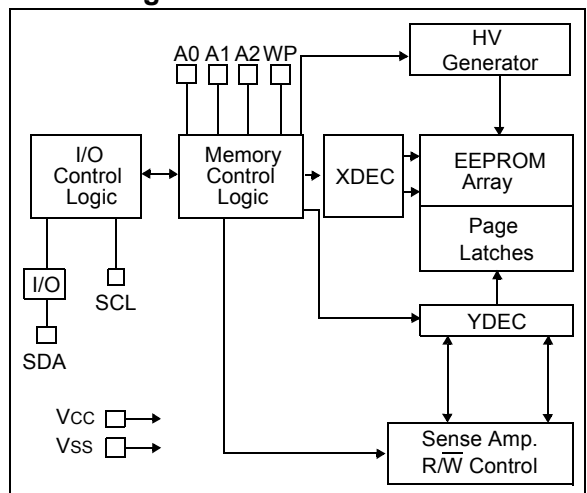 A0 A1 A2 WP
HV
Generator
I/O
Control
Logic
Memory
Control
Logic
XDEC
EEPROM
Array
Page
Latches
I/O
SCL
SDA
YDEC
VCC
VSS
Sense Amp.
R/W̅ Control